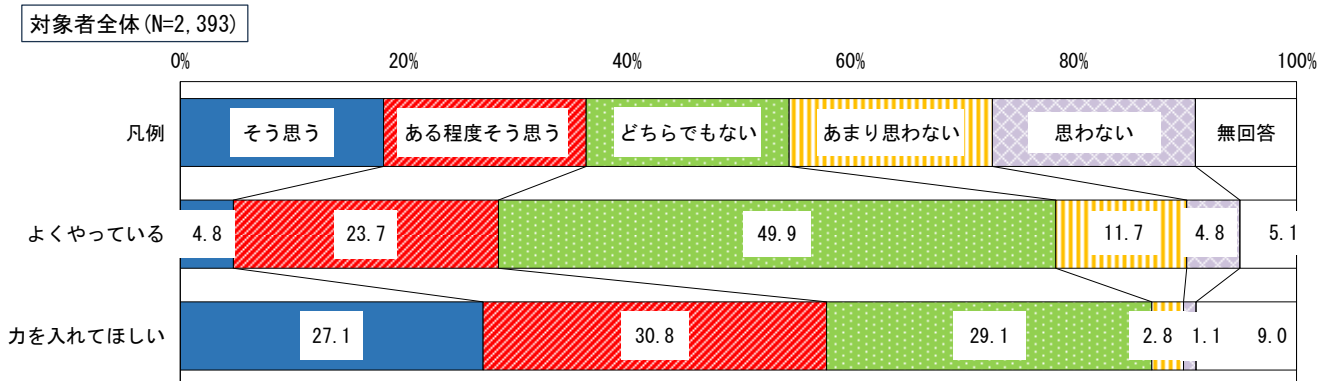 対象者全体(N=2,393)
0% 20% 40% 60% 80% 100%
凡例 そう思う ある程度そう思う どちらでもない あまり思わない 思わない 無回答
よくやっている 4.8 23.7 49.9 11.7 4.8 5.1
力を入れてほしい 27.1 30.8 29.1 2.8 1.1 9.0